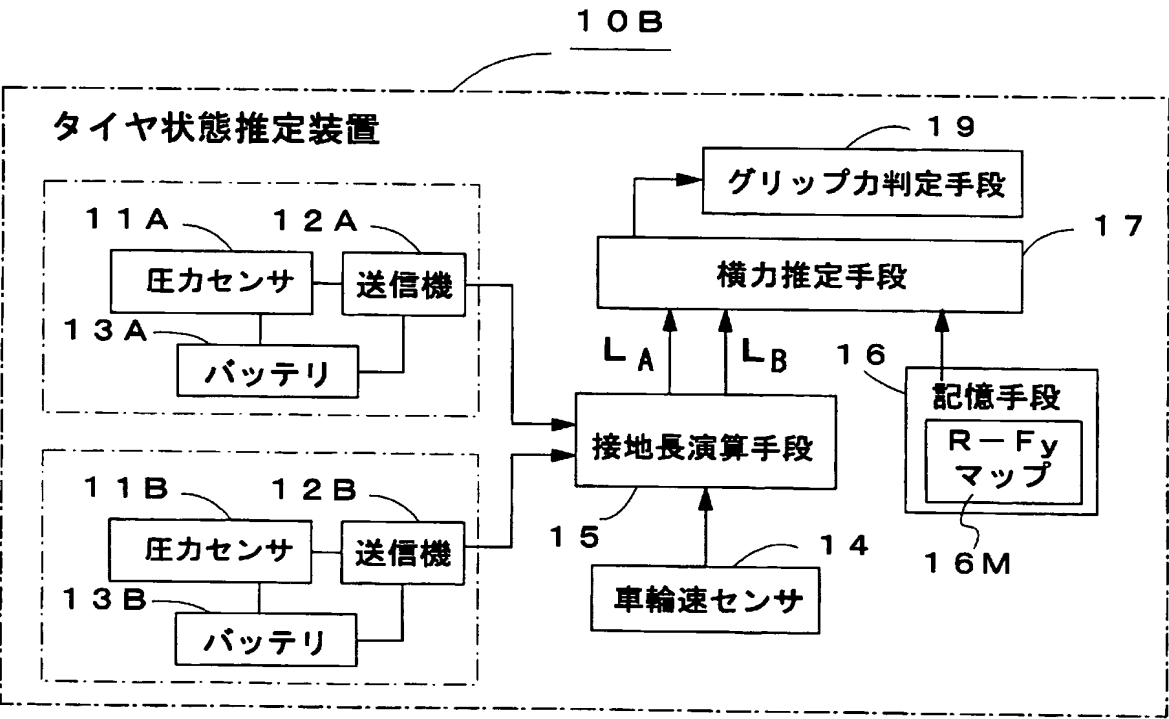 １０Ｂ
タイヤ状態推定装置
１９
グリップ力判定手段
１１Ａ
１２Ａ
１７
圧力センサ
送信機
横力推定手段
１３Ａ
バッテリ
ＬA
ＬB
１６
記憶手段
Ｒ－Ｆｙ
マップ
接地長演算手段
１１Ｂ
１２Ｂ
１５
１４
１６Ｍ
圧力センサ
送信機
１３Ｂ
車輪速センサ
バッテリ